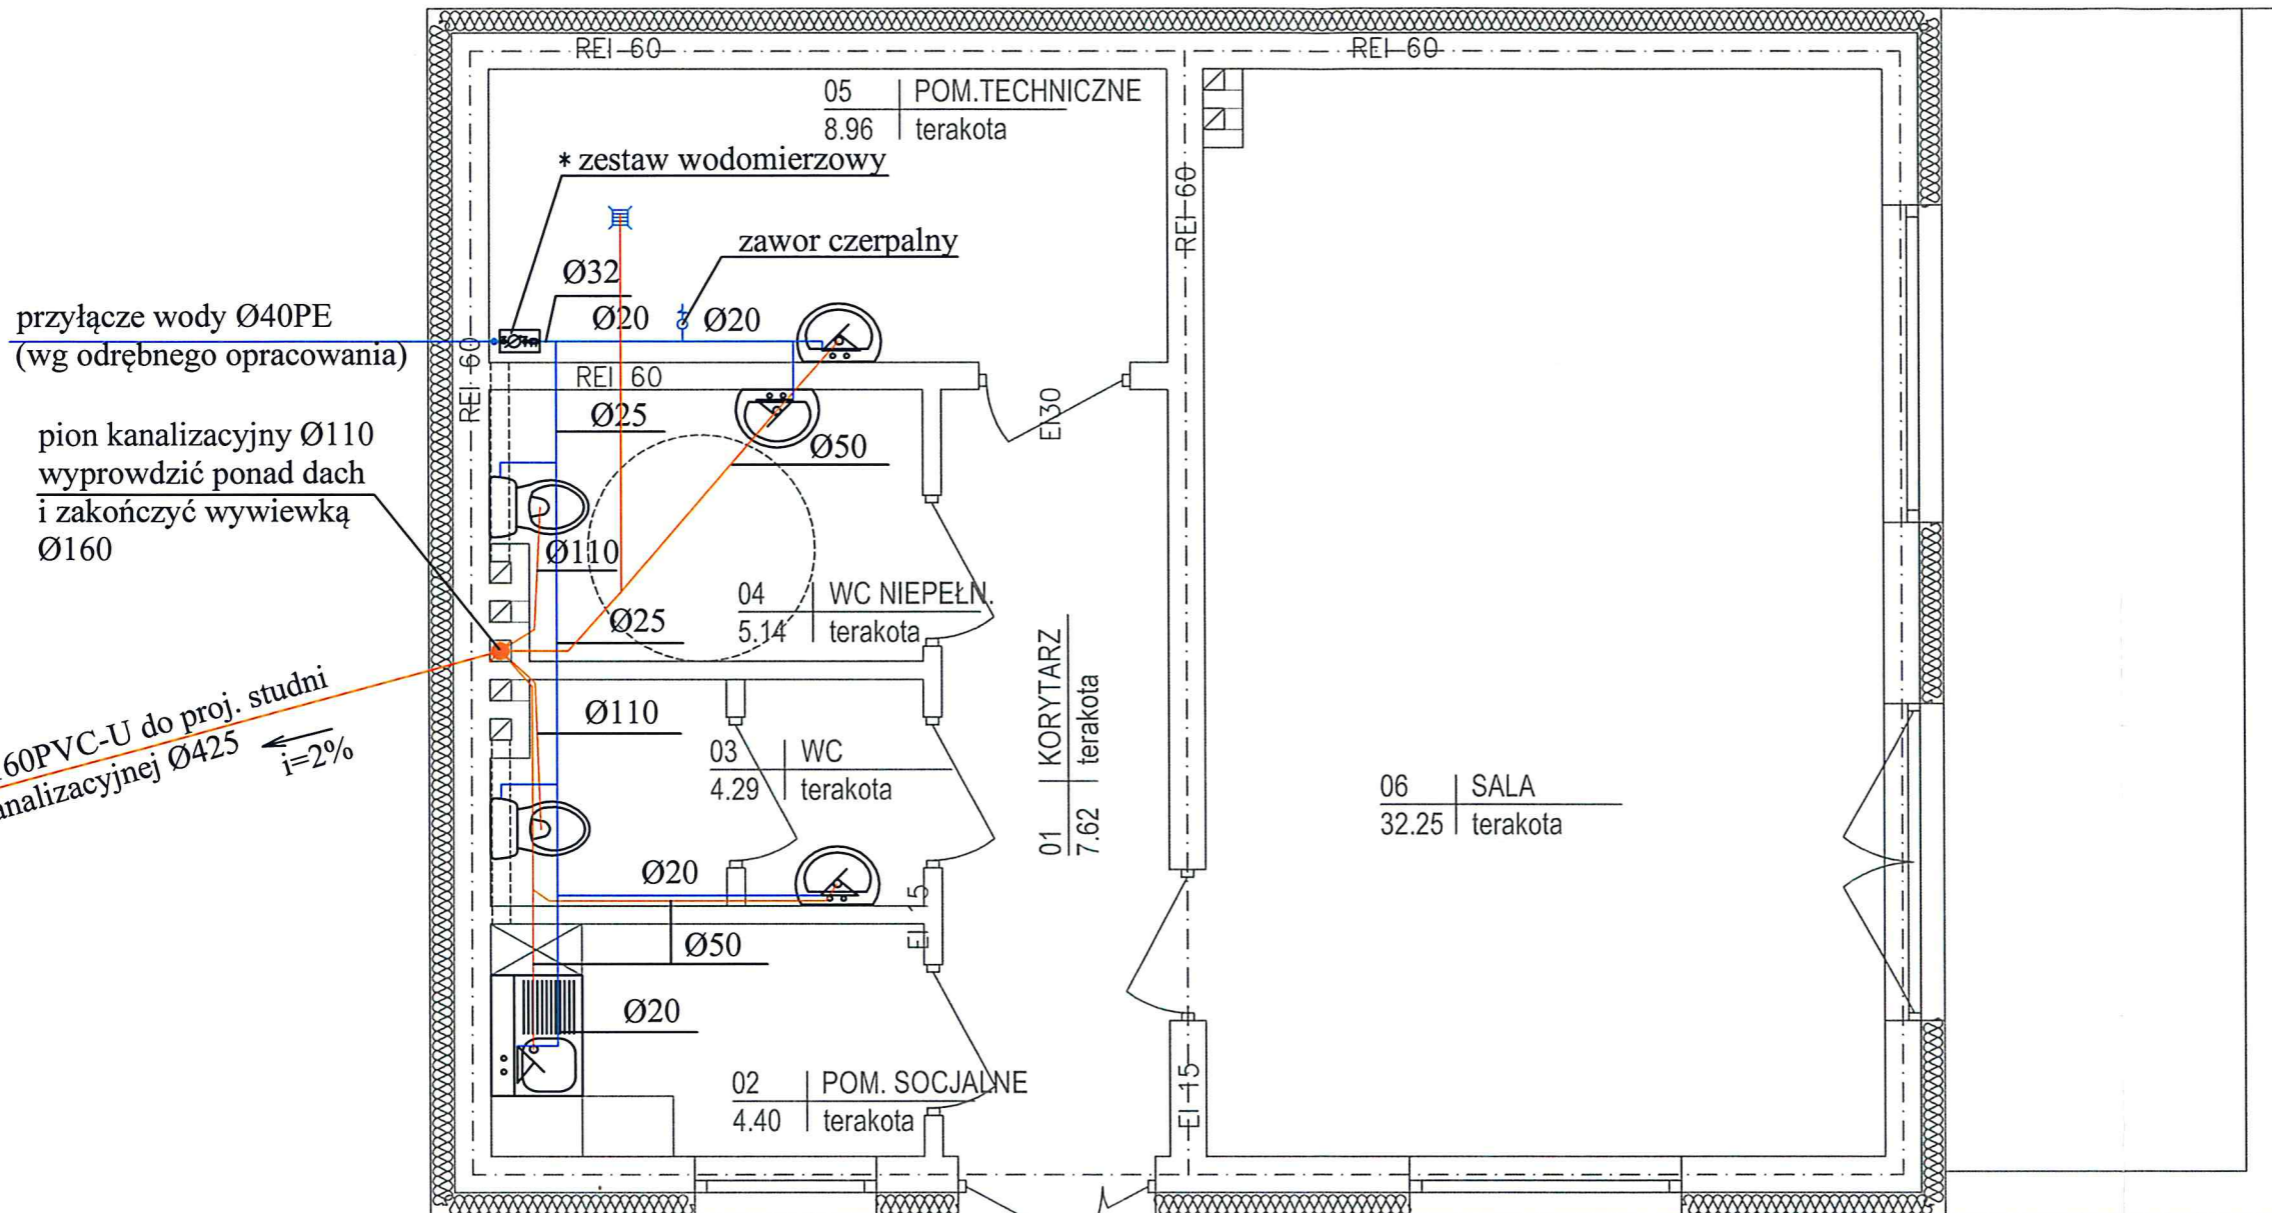 REI 60
REI 60
05 POM.TECHNICZNE
8.96 terakota
* zestaw wodomierzowy
REI 60
zawor czerpalny
Ø32
Ø20
Ø20
przyłącze wody Ø40PE
(wg odrębnego opracowania)
REI 60
REI 60
Ø25
EI30
Ø50
pion kanalizacyjny Ø110
wyprowdzić ponad dach
i zakończyć wywiewką
Ø160
Ø110
04 WC NIEPEŁN.
5.14 terakota
Ø25
60PVC-U do proj. studni
analizacyjnej Ø425
i=2%
Ø110
03 WC
4.29 terakota
01 KORYTARZ
7.62 terakota
06 SALA
32.25 terakota
Ø20
EI 15
Ø50
Ø20
02 POM. SOCJALNE
4.40 terakota
EI 15